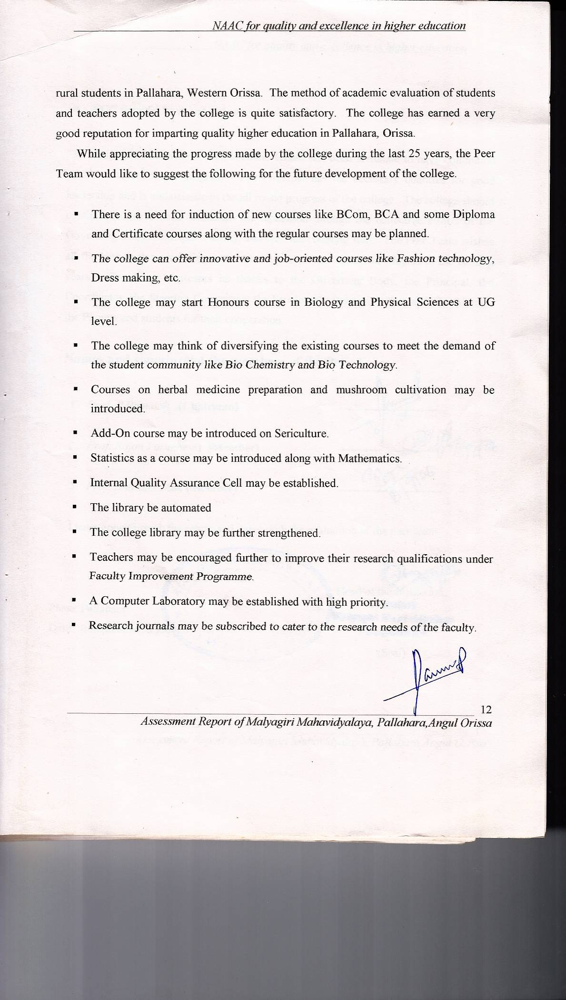 NAAC for quality and excellence in higher education
rural students in Pallahara, Western Orissa. The method of academic evaluation of students
and teachers adopted by the college is quite satisfactory. The college has earned a very
good reputation for imparting quality higher education in Pallahara, Orissa.
While appreciating the progress made by the college during the last 25 years, the Peer
Team would like to suggest the following for the future development of the college.
▪ There is a need for induction of new courses like BCom, BCA and some Diploma
and Certificate courses along with the regular courses may be planned.
▪ The college can offer innovative and job-oriented courses like Fashion technology,
Dress making, etc.
▪ The college may start Honours course in Biology and Physical Sciences at UG
level.
▪ The college may think of diversifying the existing courses to meet the demand of
the student community like Bio Chemistry and Bio Technology.
▪ Courses on herbal medicine preparation and mushroom cultivation may be
introduced.
▪ Add-On course may be introduced on Sericulture.
▪ Statistics as a course may be introduced along with Mathematics.
▪ Internal Quality Assurance Cell may be established.
▪ The library be automated
▪ The college library may be further strengthened.
▪ Teachers may be encouraged further to improve their research qualifications under
Faculty Improvement Programme.
▪ A Computer Laboratory may be established with high priority.
▪ Research journals may be subscribed to cater to the research needs of the faculty.
12
Assessment Report of Malyagiri Mahavidyalaya, Pallahara,Angul Orissa